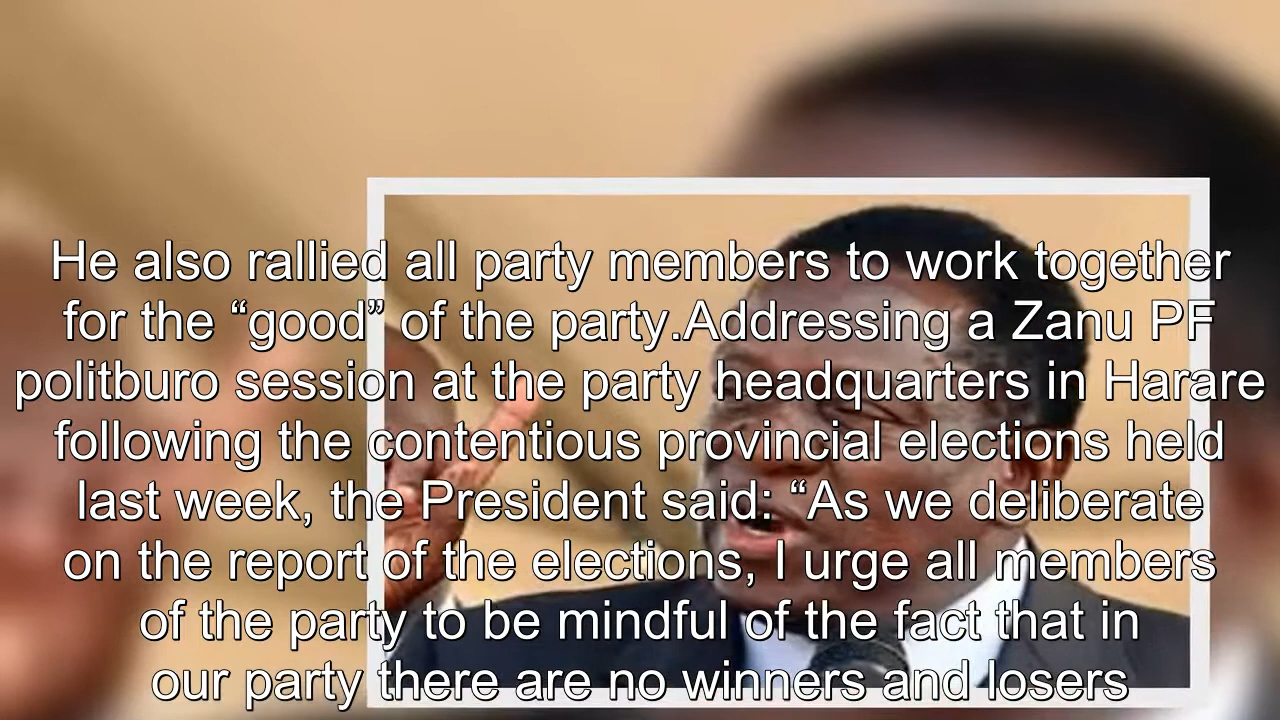 He also rallied all party members to work together
for the “good” of the party.Addressing a Zanu PF
politburo session at the party headquarters in Harare
following the contentious provincial elections held
last week, the President said: “As we deliberate
on the report of the elections, I urge all members
of the party to be mindful of the fact that in
our party there are no winners and losers